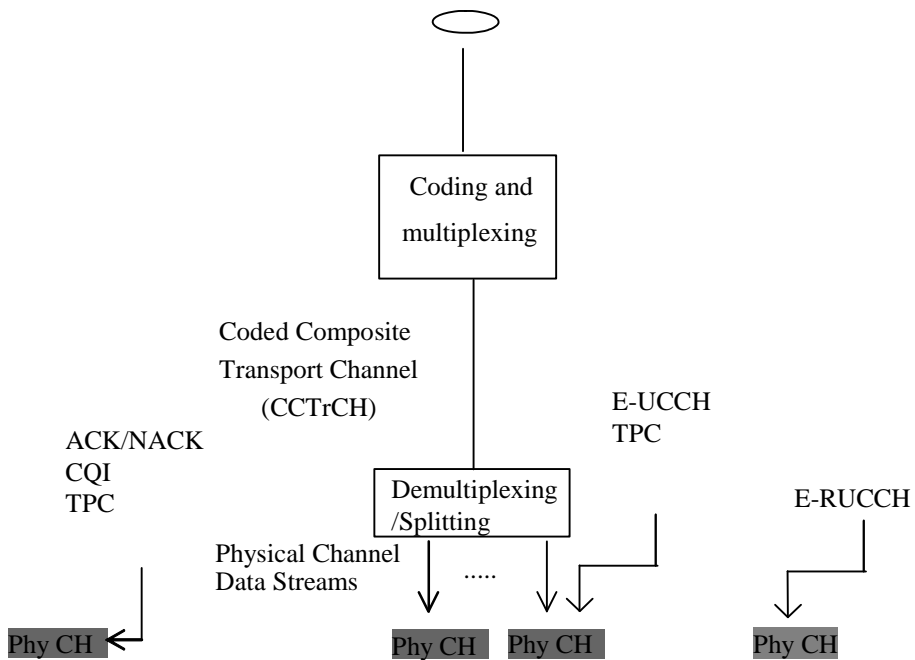 Coding and
multiplexing
Coded Composite
Transport Channel
(CCTrCH)
E-UCCH
TPC
ACK/NACK
CQI
TPC
Demultiplexing
/Splitting
E-RUCCH
Physical Channel
Data Streams
.....
Phy CH
Phy CH
Phy CH
Phy CH